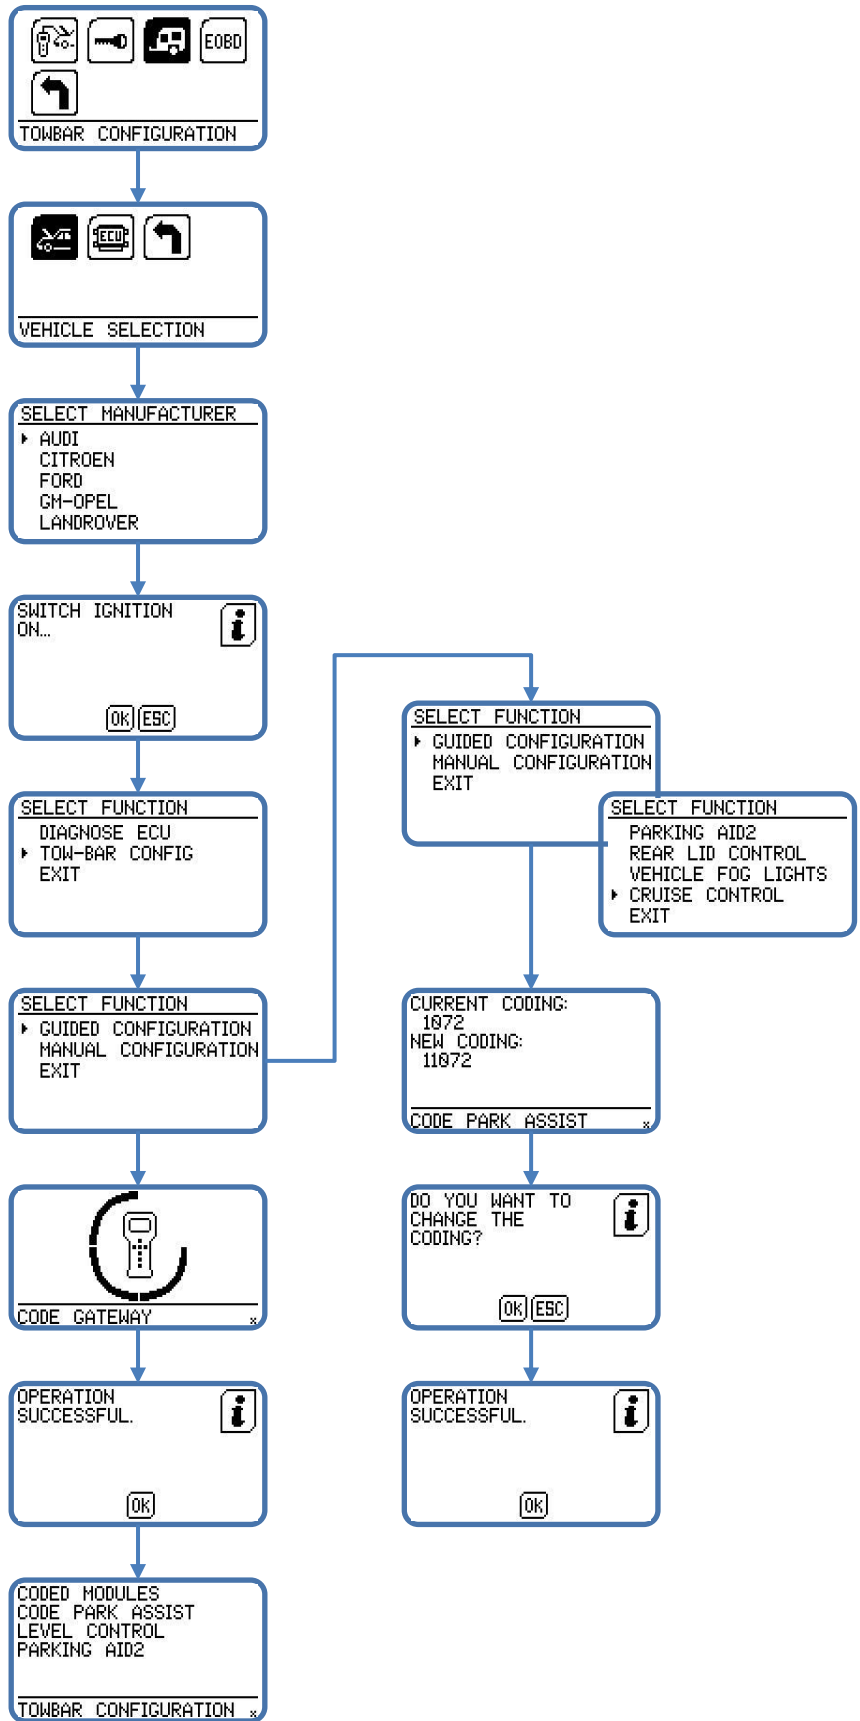 EOBD
TOWBAR CONFIGURATION
ECU
VEHICLE SELECTION
SELECT MANUFACTURER
AUDI
CITROEN
FORD
GM-OPEL
LANDROVER
SWITCH IGNITION
ON...
i
OK ESC
SELECT FUNCTION
DIAGNOSE ECU
TOW-BAR CONFIG
EXIT
SELECT FUNCTION
GUIDED CONFIGURATION
MANUAL CONFIGURATION
EXIT
CODE GATEWAY x
OPERATION
SUCCESSFUL.
i
OK
CODED MODULES
CODE PARK ASSIST
LEVEL CONTROL
PARKING AID2
TOWBAR CONFIGURATION x
SELECT FUNCTION
GUIDED CONFIGURATION
MANUAL CONFIGURATION
EXIT
SELECT FUNCTION
PARKING AID2
REAR LID CONTROL
VEHICLE FOG LIGHTS
CRUISE CONTROL
EXIT
CURRENT CODING:
1072
NEW CODING:
11072
CODE PARK ASSIST x
DO YOU WANT TO
CHANGE THE
CODING?
i
OK ESC
OPERATION
SUCCESSFUL.
i
OK